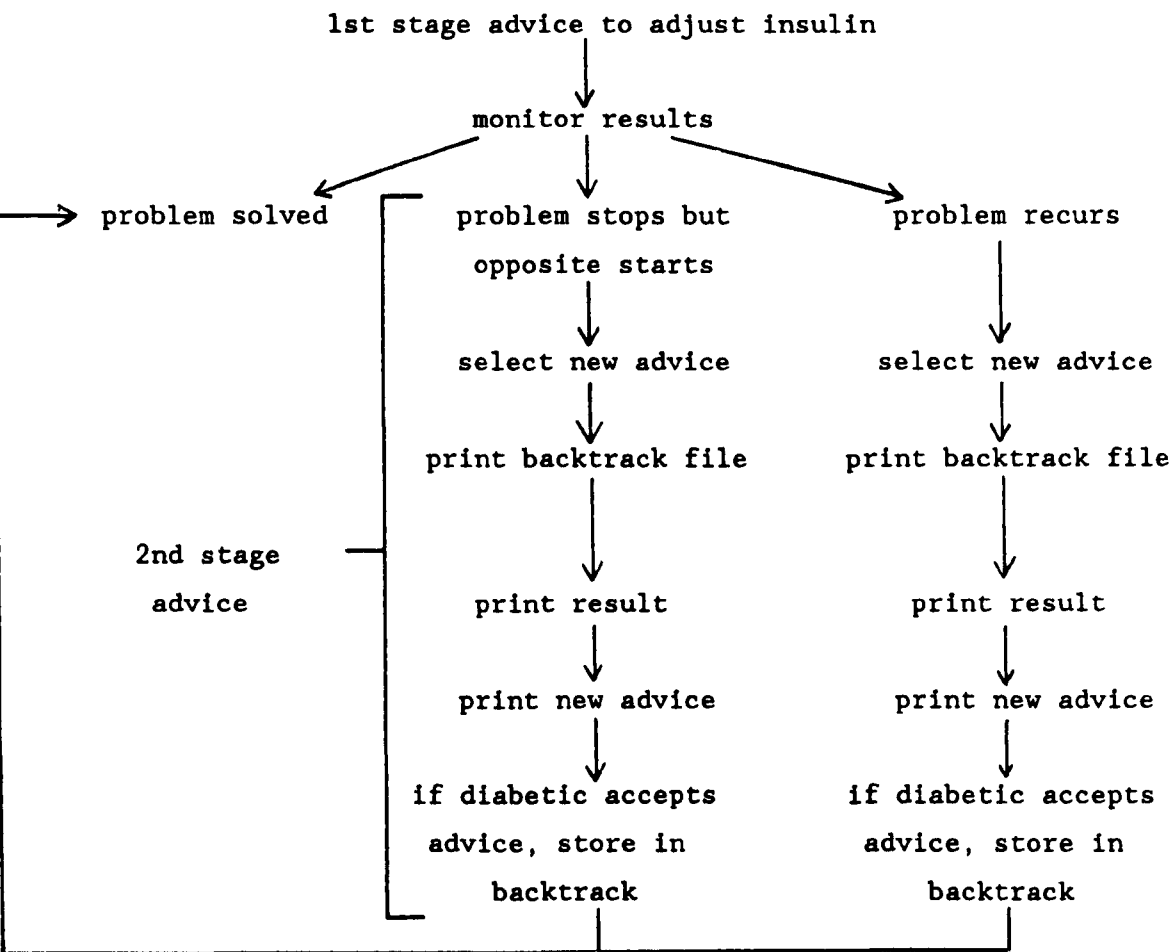 1st stage advice to adjust insulin
monitor results
problem solved
problem stops but
opposite starts
select new advice
print backtrack file
print result
print new advice
if diabetic accepts
advice, store in
backtrack
problem recurs
select new advice
print backtrack file
print result
print new advice
if diabetic accepts
advice, store in
backtrack
2nd stage
advice